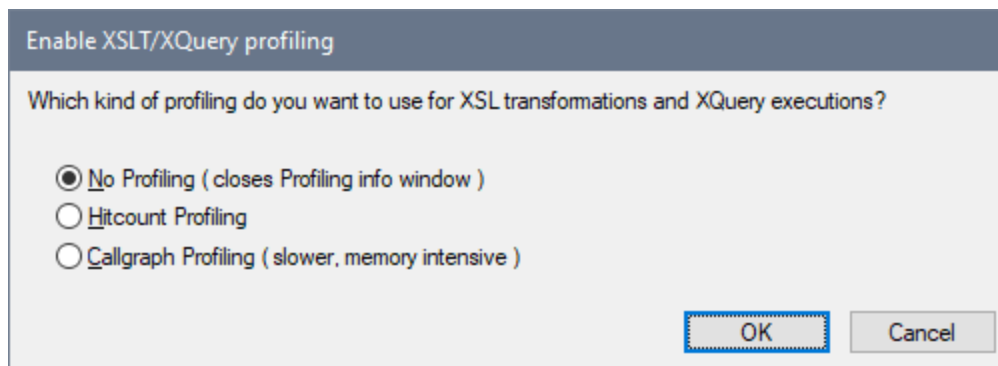 Enable XSLT/XQuery profiling
Which kind of profiling do you want to use for XSL transformations and XQuery executions?
No Profiling ( closes Profiling info window )
Hitcount Profiling
Callgraph Profiling ( slower, memory intensive )
OK Cancel